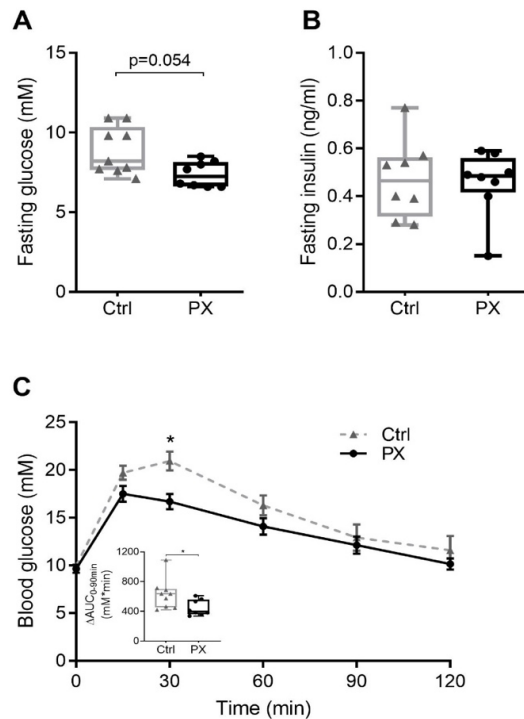 A
p=0.054
Fasting glucose (mM)
15
10
5
0
Ctrl
PX
B
Fasting insulin (ng/ml)
1.0
0.8
0.6
0.4
0.2
0.0
Ctrl
PX
C
Blood glucose (mM)
25
20
15
10
5
0
*
Ctrl
PX
ΔAUC0-90min
(mM*min)
1200
800
400
0
*
Ctrl
PX
0
30
60
90
120
Time (min)